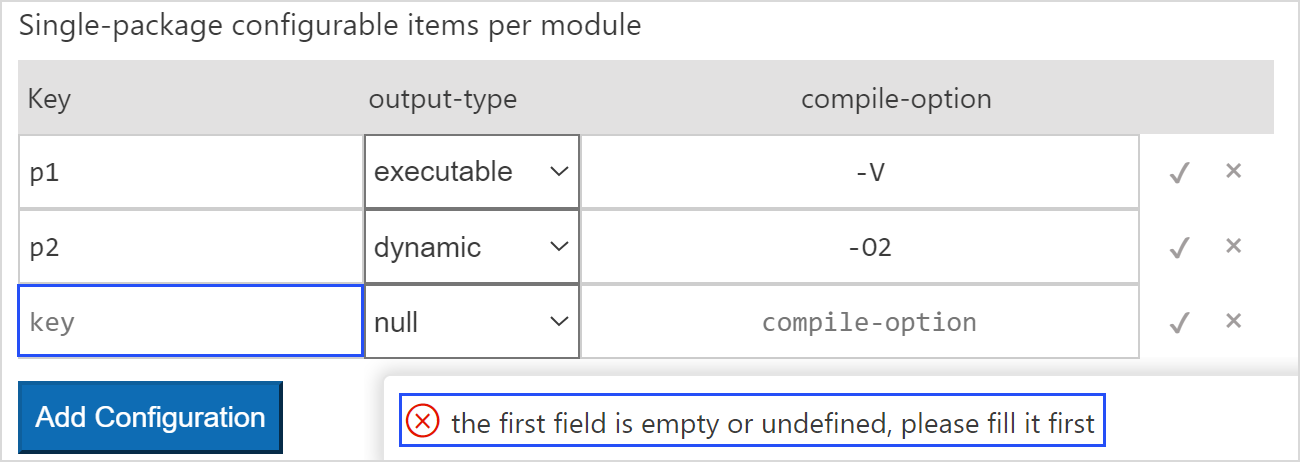 Single-package configurable items per module
Key output-type compile-option
p1 executable -V
p2 dynamic -O2
key null compile-option
Add Configuration
the first field is empty or undefined, please fill it first